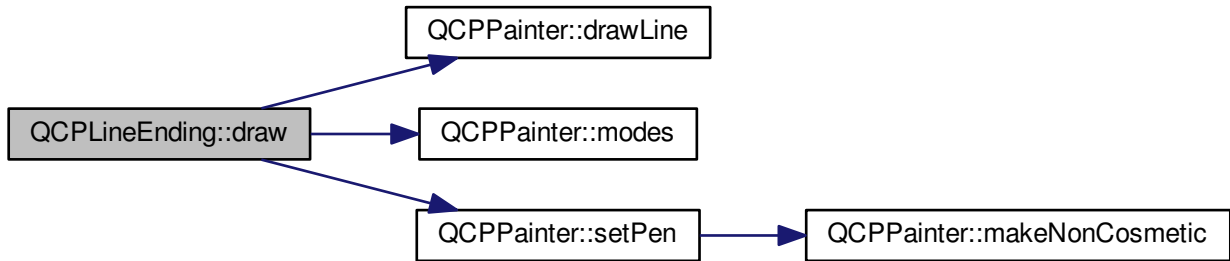 QCPPainter::drawLine
QCPLineEnding::draw
QCPPainter::modes
QCPPainter::setPen
QCPPainter::makeNonCosmetic